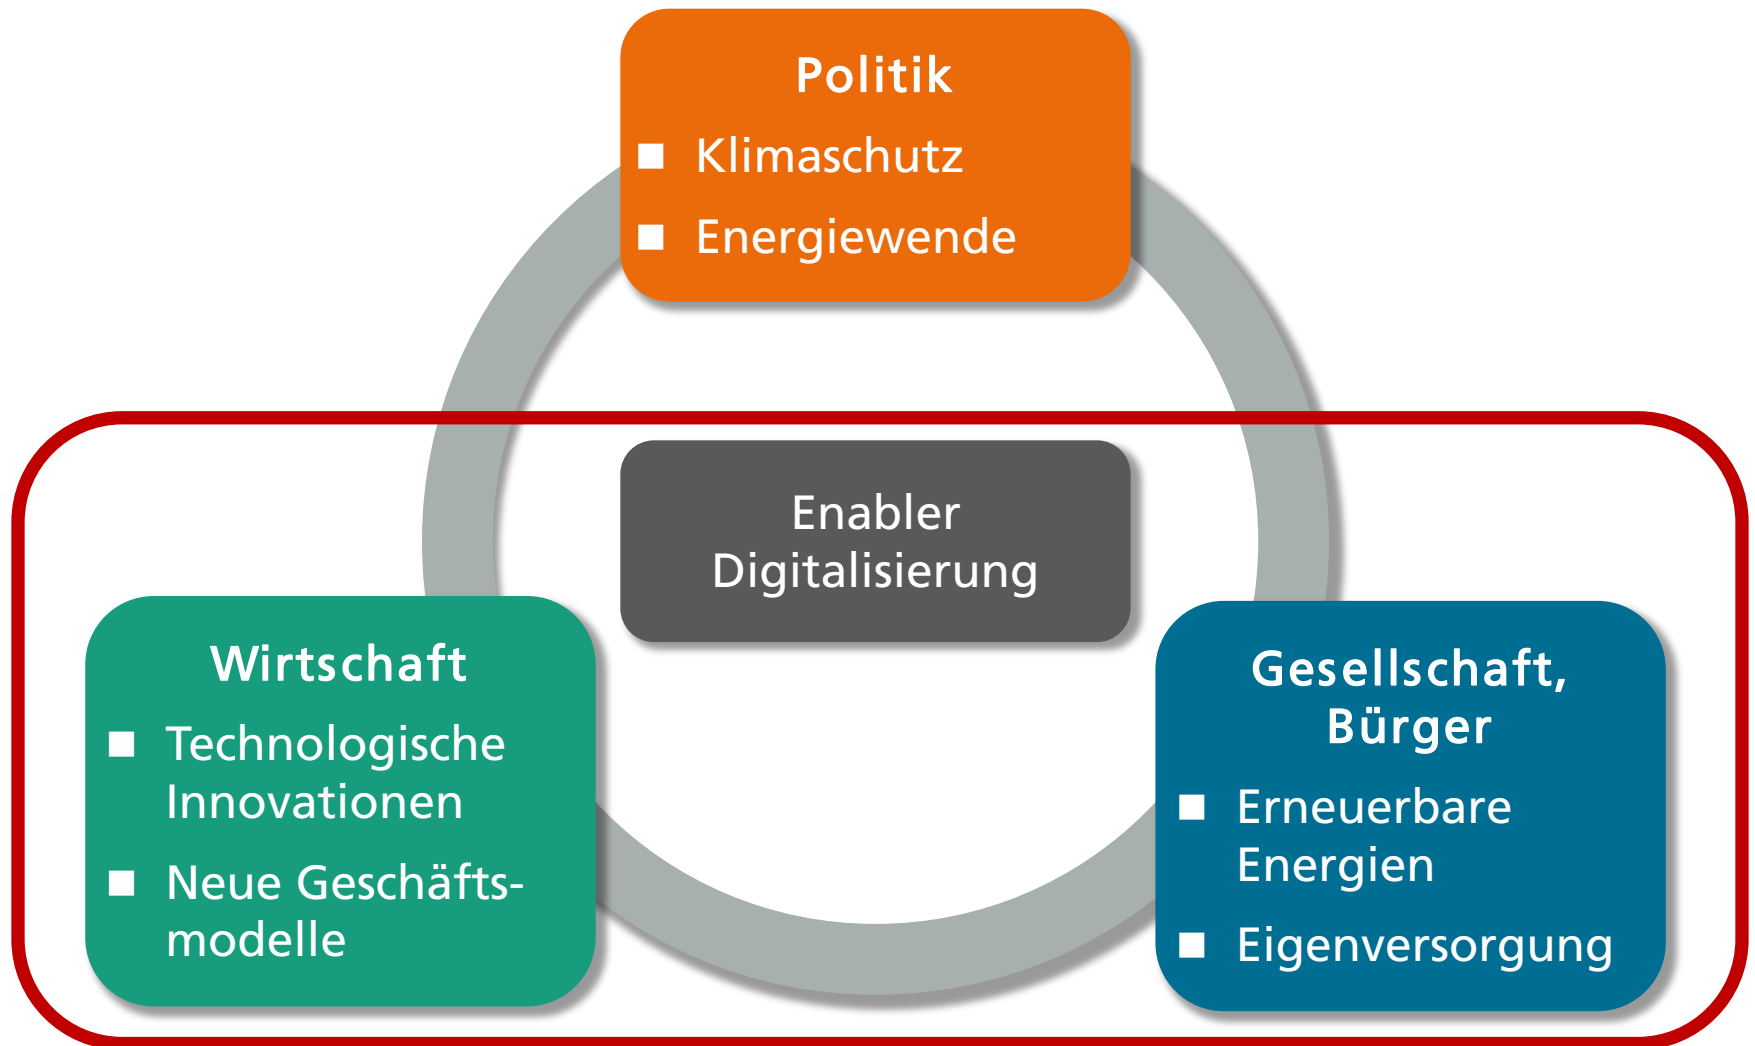 Politik
Klimaschutz
Energiewende
Enabler
Digitalisierung
Wirtschaft
Technologische
Innovationen
Neue Geschäfts-
modelle
Gesellschaft,
Bürger
Erneuerbare
Energien
Eigenversorgung